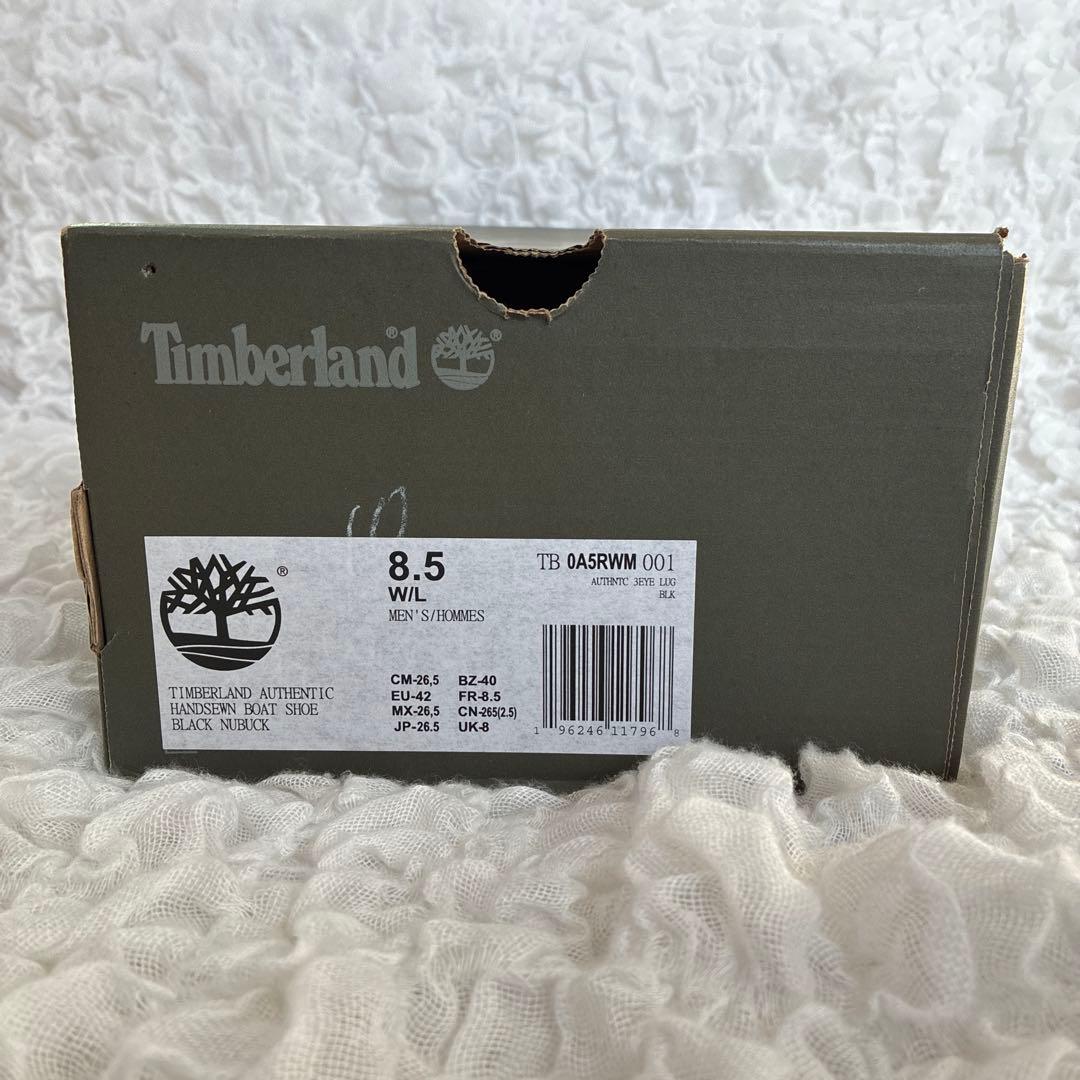 Timberland® ®
®
8.5
W/L
MEN'S/HOMMES
TB 0A5RWM 001
AUTHNTC 3EYE LUG
BLK
TIMBERLAND AUTHENTIC
HANDSEWN BOAT SHOE
BLACK NUBUCK
CM-26,5 BZ-40
EU-42 FR-8.5
MX-26,5 CN-265(2.5)
JP-26.5 UK-8
1 96246 11796 8